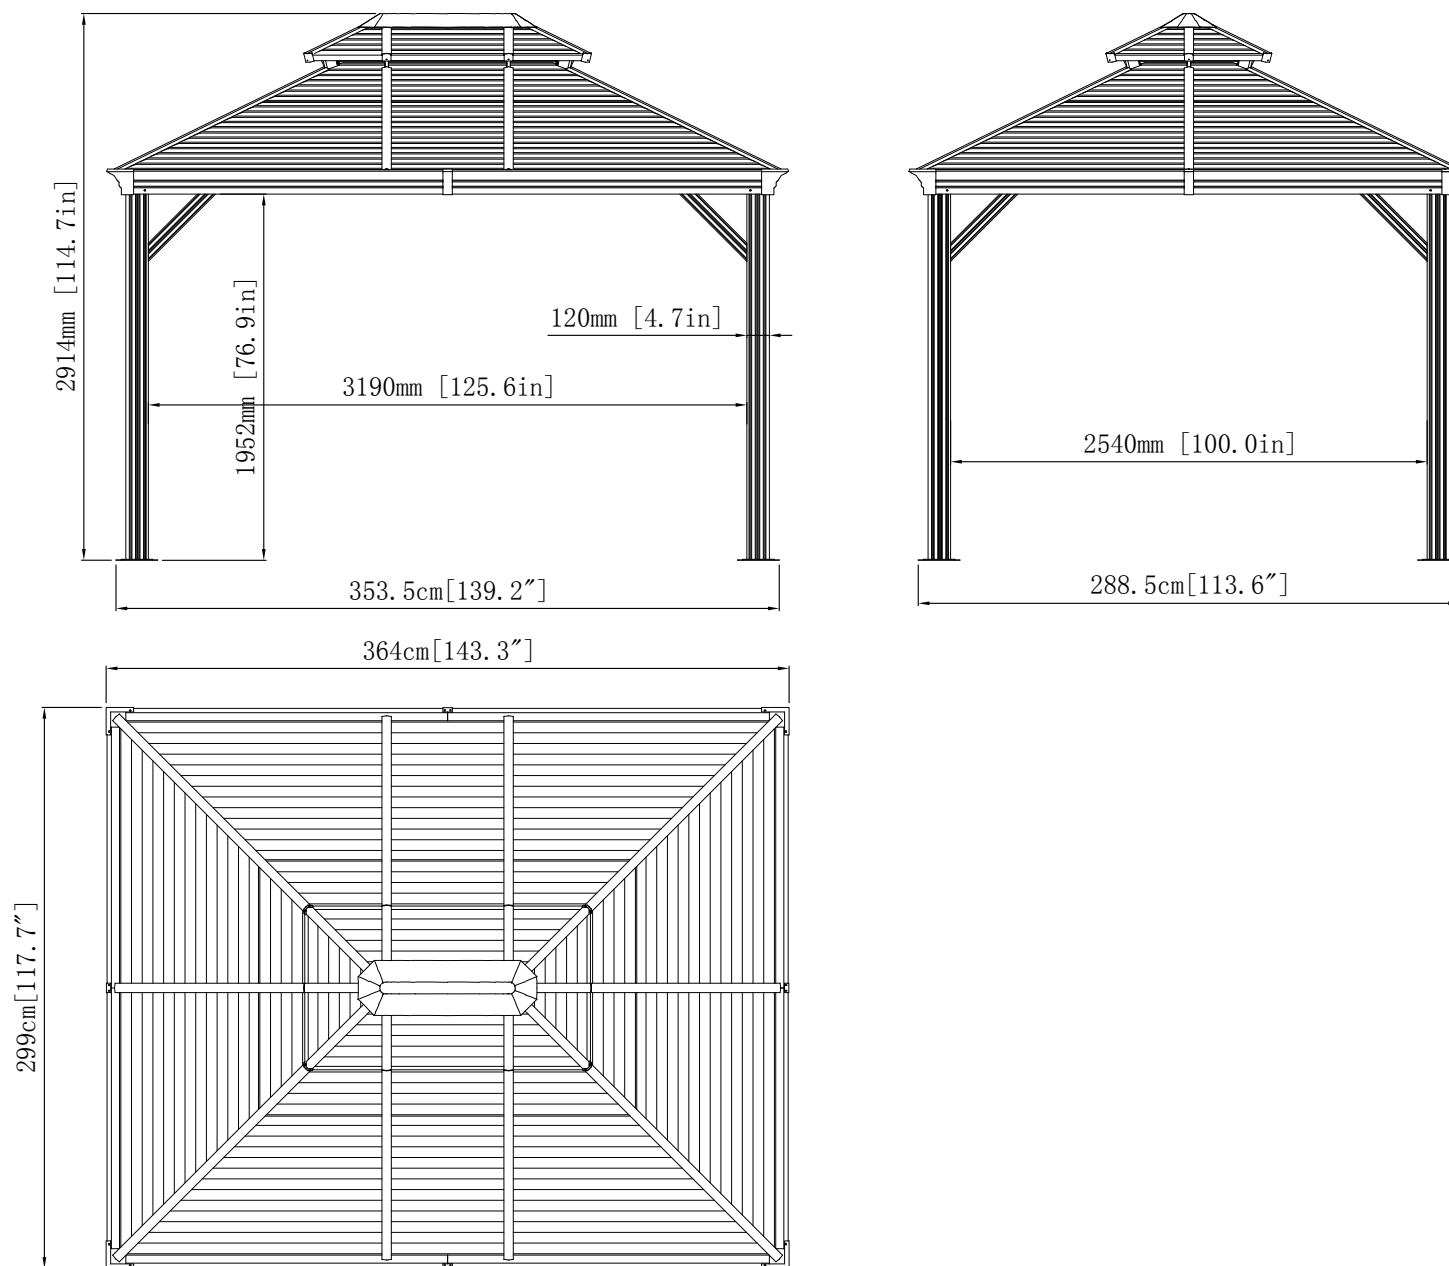 2914mm [114.7in]
1952mm [76.9in]
120mm [4.7in]
3190mm [125.6in]
353.5cm[139.2″]
2540mm [100.0in]
288.5cm[113.6″]
364cm[143.3″]
299cm[117.7″]